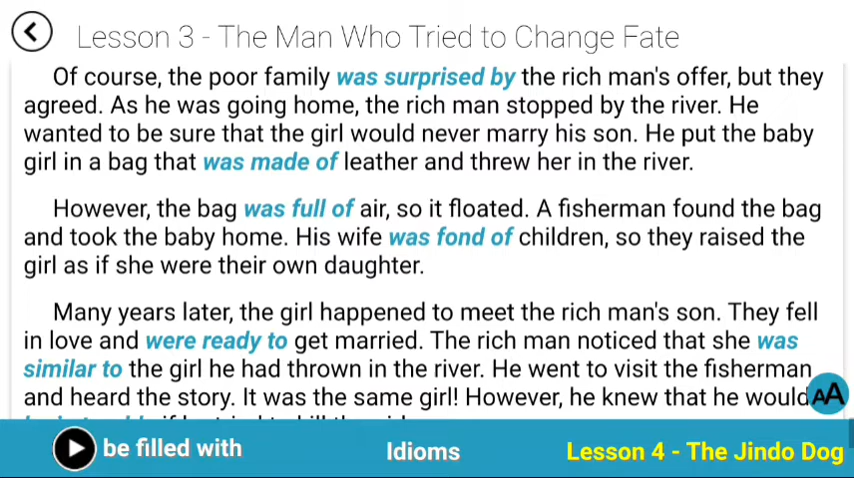 Lesson 3 - The Man Who Tried to Change Fate
Of course, the poor family was surprised by the rich man's offer, but they
agreed. As he was going home, the rich man stopped by the river. He
wanted to be sure that the girl would never marry his son. He put the baby
girl in a bag that was made of leather and threw her in the river.
However, the bag was full of air, so it floated. A fisherman found the bag
and took the baby home. His wife was fond of children, so they raised the
girl as if she were their own daughter.
Many years later, the girl happened to meet the rich man's son. They fell
in love and were ready to get married. The rich man noticed that she was
similar to the girl he had thrown in the river. He went to visit the fisherman
and heard the story. It was the same girl! However, he knew that he would
AA
be filled with
Idioms
Lesson 4 - The Jindo Dog